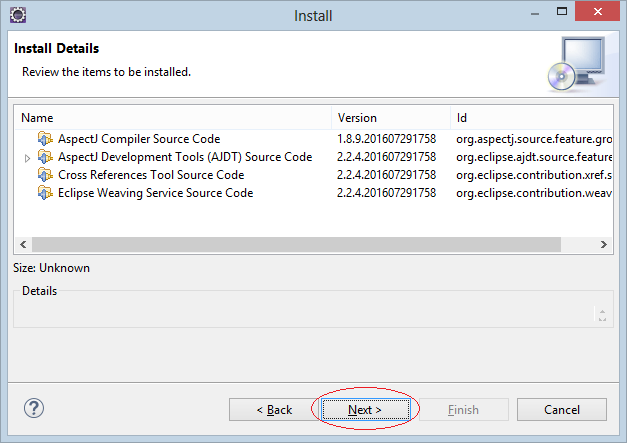 Install
Install Details
Review the items to be installed.
Name Version Id
AspectJ Compiler Source Code 1.8.9.201607291758 org.aspectj.source.feature.gro
AspectJ Development Tools (AJDT) Source Code 2.2.4.201607291758 org.eclipse.ajdt.source.feature
Cross References Tool Source Code 2.2.4.201607291758 org.eclipse.contribution.xref.s
Eclipse Weaving Service Source Code 2.2.4.201607291758 org.eclipse.contribution.weav
Size: Unknown
Details
? < Back Next > Finish Cancel